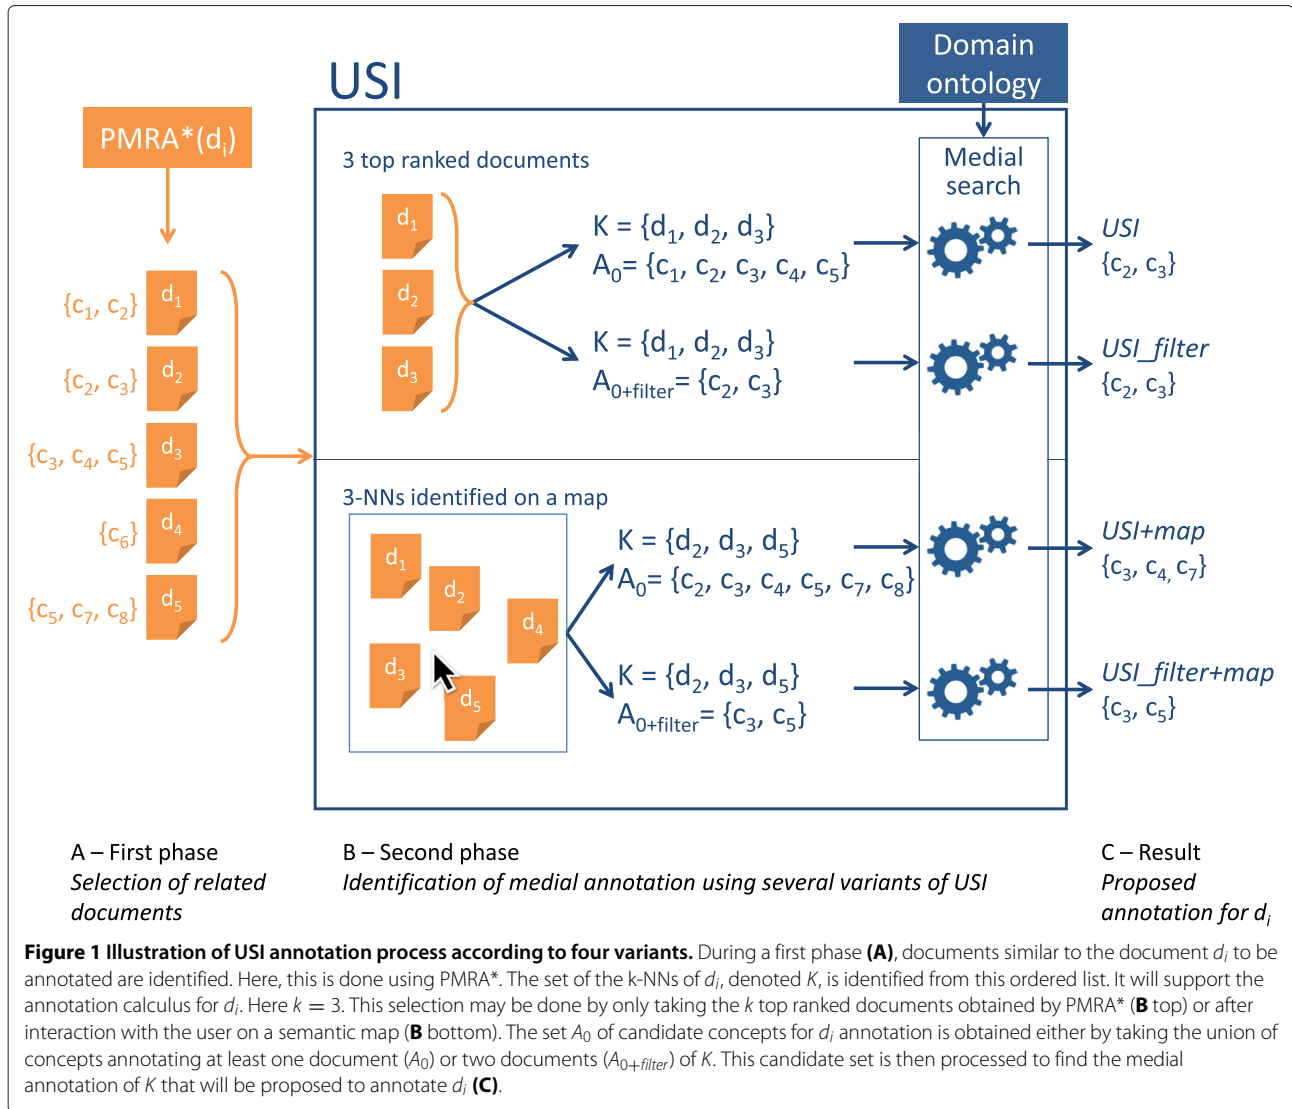 USI
Domain
ontology
PMRA*(dᵢ)
{c₁, c₂}
d₁
{c₂, c₃}
d₂
{c₃, c₄, c₅}
d₃
{c₆}
d₄
{c₅, c₇, c₈}
d₅
3 top ranked documents
d₁
d₂
d₃
K = {d₁, d₂, d₃}
A₀= {c₁, c₂, c₃, c₄, c₅}
K = {d₁, d₂, d₃}
A₀₊filter= {c₂, c₃}
Medial
search
USI
{c₂, c₃}
USI_filter
{c₂, c₃}
3-NNs identified on a map
d₁
d₂
d₄
d₃
d₅
K = {d₂, d₃, d₅}
A₀= {c₂, c₃, c₄, c₅, c₇, c₈}
K = {d₂, d₃, d₅}
A₀₊filter= {c₃, c₅}
USI+map
{c₃, c₄, c₇}
USI_filter+map
{c₃, c₅}
A – First phase
Selection of related
documents
B – Second phase
Identification of medial annotation using several variants of USI
C – Result
Proposed
annotation for dᵢ
Figure 1 Illustration of USI annotation process according to four variants. During a first phase (A), documents similar to the document dᵢ to be
annotated are identified. Here, this is done using PMRA*. The set of the k-NNs of dᵢ, denoted K, is identified from this ordered list. It will support the
annotation calculus for dᵢ. Here k = 3. This selection may be done by only taking the k top ranked documents obtained by PMRA* (B top) or after
interaction with the user on a semantic map (B bottom). The set A₀ of candidate concepts for dᵢ annotation is obtained either by taking the union of
concepts annotating at least one document (A₀) or two documents (A₀₊filter) of K. This candidate set is then processed to find the medial
annotation of K that will be proposed to annotate dᵢ (C).